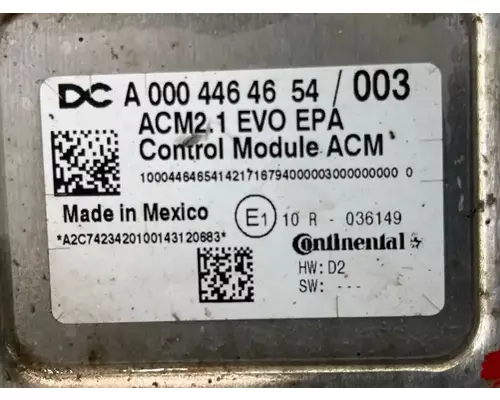 DC A 000 446 46 54 / 003
ACM2.1 EVO EPA
Control Module ACM
10004464654142171679400000300000000 0
Made in Mexico
E1 10 R - 036149
*A2C7423420100143120683*
Continental
HW: D2
SW: ---